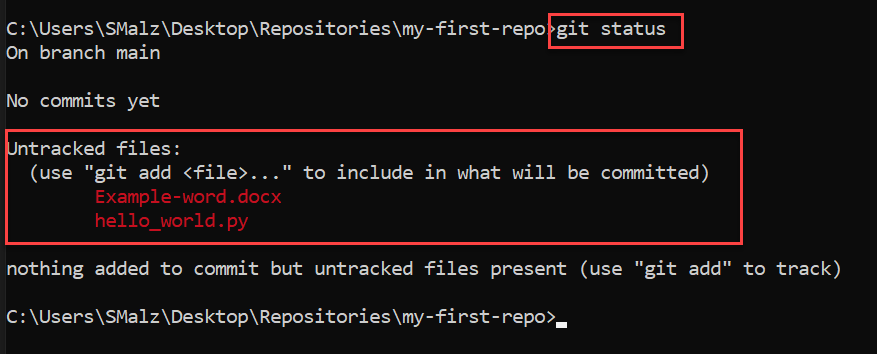 C:\Users\SMalz\Desktop\Repositories\my-first-repo>git status
On branch main
No commits yet
Untracked files:
(use "git add <file>..." to include in what will be committed)
Example-word.docx
hello_world.py
nothing added to commit but untracked files present (use "git add" to track)
C:\Users\SMalz\Desktop\Repositories\my-first-repo>